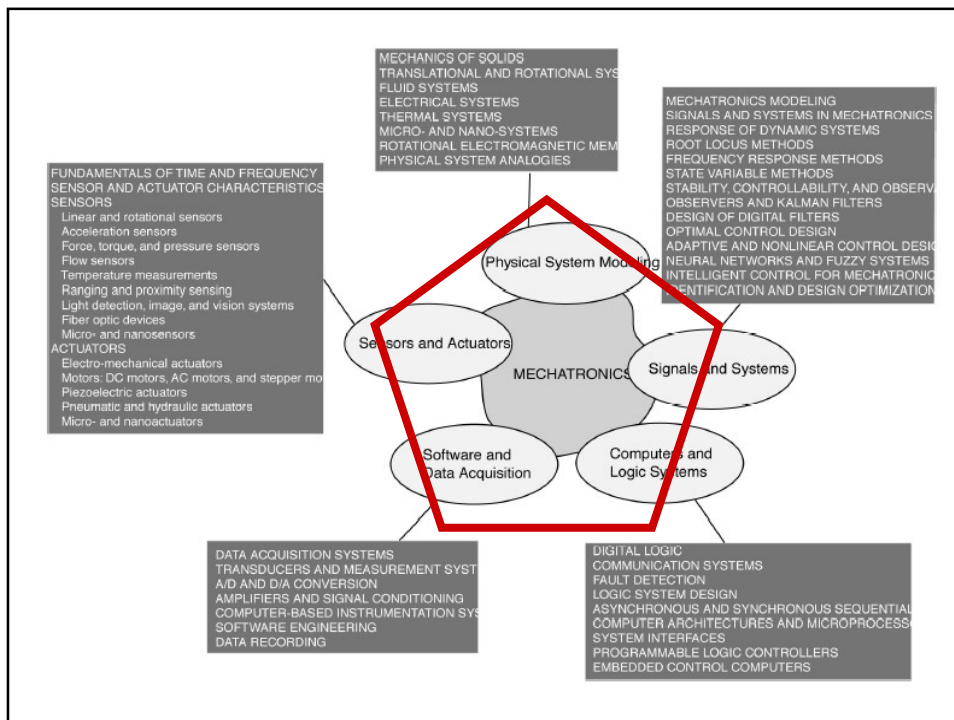 MECHANICS OF SOLIDS
TRANSLATIONAL AND ROTATIONAL SYS
FLUID SYSTEMS
ELECTRICAL SYSTEMS
THERMAL SYSTEMS
MICRO- AND NANO-SYSTEMS
ROTATIONAL ELECTROMAGNETIC MEM
PHYSICAL SYSTEM ANALOGIES
MECHATRONICS MODELING
SIGNALS AND SYSTEMS IN MECHATRONICS
RESPONSE OF DYNAMIC SYSTEMS
ROOT LOCUS METHODS
FREQUENCY RESPONSE METHODS
STATE VARIABLE METHODS
STABILITY, CONTROLLABILITY, AND OBSERVA
OBSERVERS AND KALMAN FILTERS
DESIGN OF DIGITAL FILTERS
OPTIMAL CONTROL DESIGN
ADAPTIVE AND NONLINEAR CONTROL DESIG
NEURAL NETWORKS AND FUZZY SYSTEMS
INTELLIGENT CONTROL FOR MECHATRONIC
IDENTIFICATION AND DESIGN OPTIMIZATION
FUNDAMENTALS OF TIME AND FREQUENCY
SENSOR AND ACTUATOR CHARACTERISTICS
SENSORS
Linear and rotational sensors
Acceleration sensors
Force, torque, and pressure sensors
Flow sensors
Temperature measurements
Ranging and proximity sensing
Light detection, image, and vision systems
Fiber optic devices
Micro- and nanosensors
ACTUATORS
Electro-mechanical actuators
Motors: DC motors, AC motors, and stepper mo
Piezoelectric actuators
Pneumatic and hydraulic actuators
Micro- and nanoactuators
Physical System Modeling
Sensors and Actuators
MECHATRONICS
Signals and Systems
Software and
Data Acquisition
Computers and
Logic Systems
DATA ACQUISITION SYSTEMS
TRANSDUCERS AND MEASUREMENT SYST
A/D AND D/A CONVERSION
AMPLIFIERS AND SIGNAL CONDITIONING
COMPUTER-BASED INSTRUMENTATION SYS
SOFTWARE ENGINEERING
DATA RECORDING
DIGITAL LOGIC
COMMUNICATION SYSTEMS
FAULT DETECTION
LOGIC SYSTEM DESIGN
ASYNCHRONOUS AND SYNCHRONOUS SEQUENTIAL
COMPUTER ARCHITECTURES AND MICROPROCESSO
SYSTEM INTERFACES
PROGRAMMABLE LOGIC CONTROLLERS
EMBEDDED CONTROL COMPUTERS